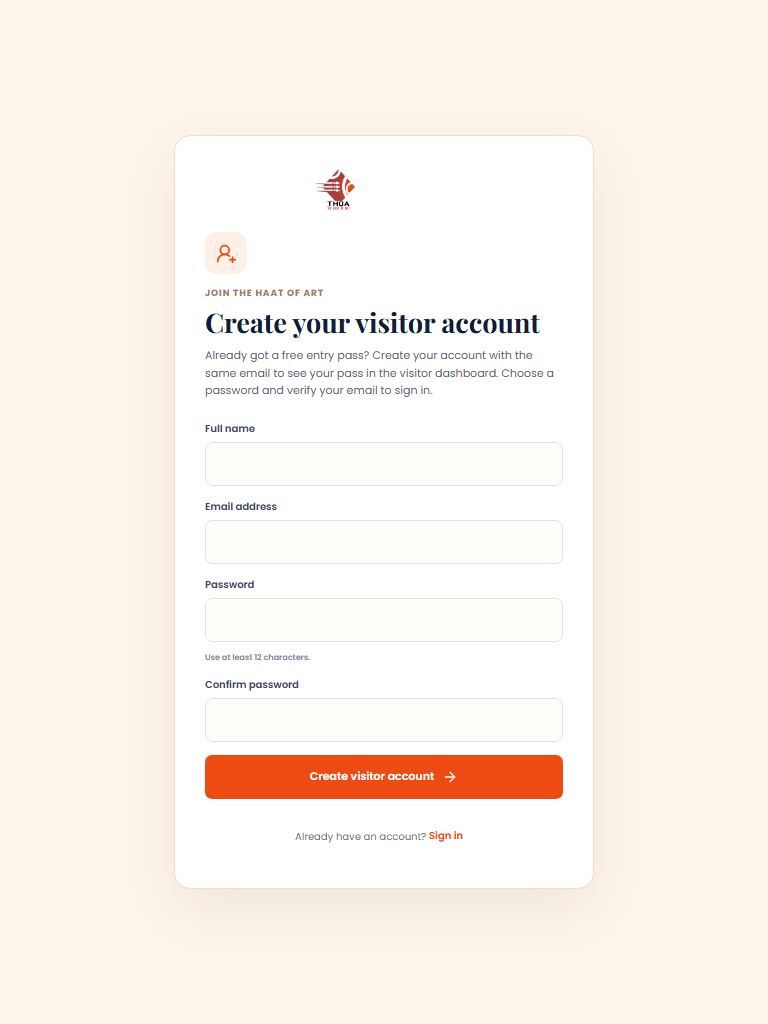 THOA
JOIN THE HAAT OF ART
Create your visitor account
Already got a free entry pass? Create your account with the
same email to see your pass in the visitor dashboard. Choose a
password and verify your email to sign in.
Full name
Email address
Password
Use at least 12 characters.
Confirm password
Create visitor account
Already have an account? Sign in